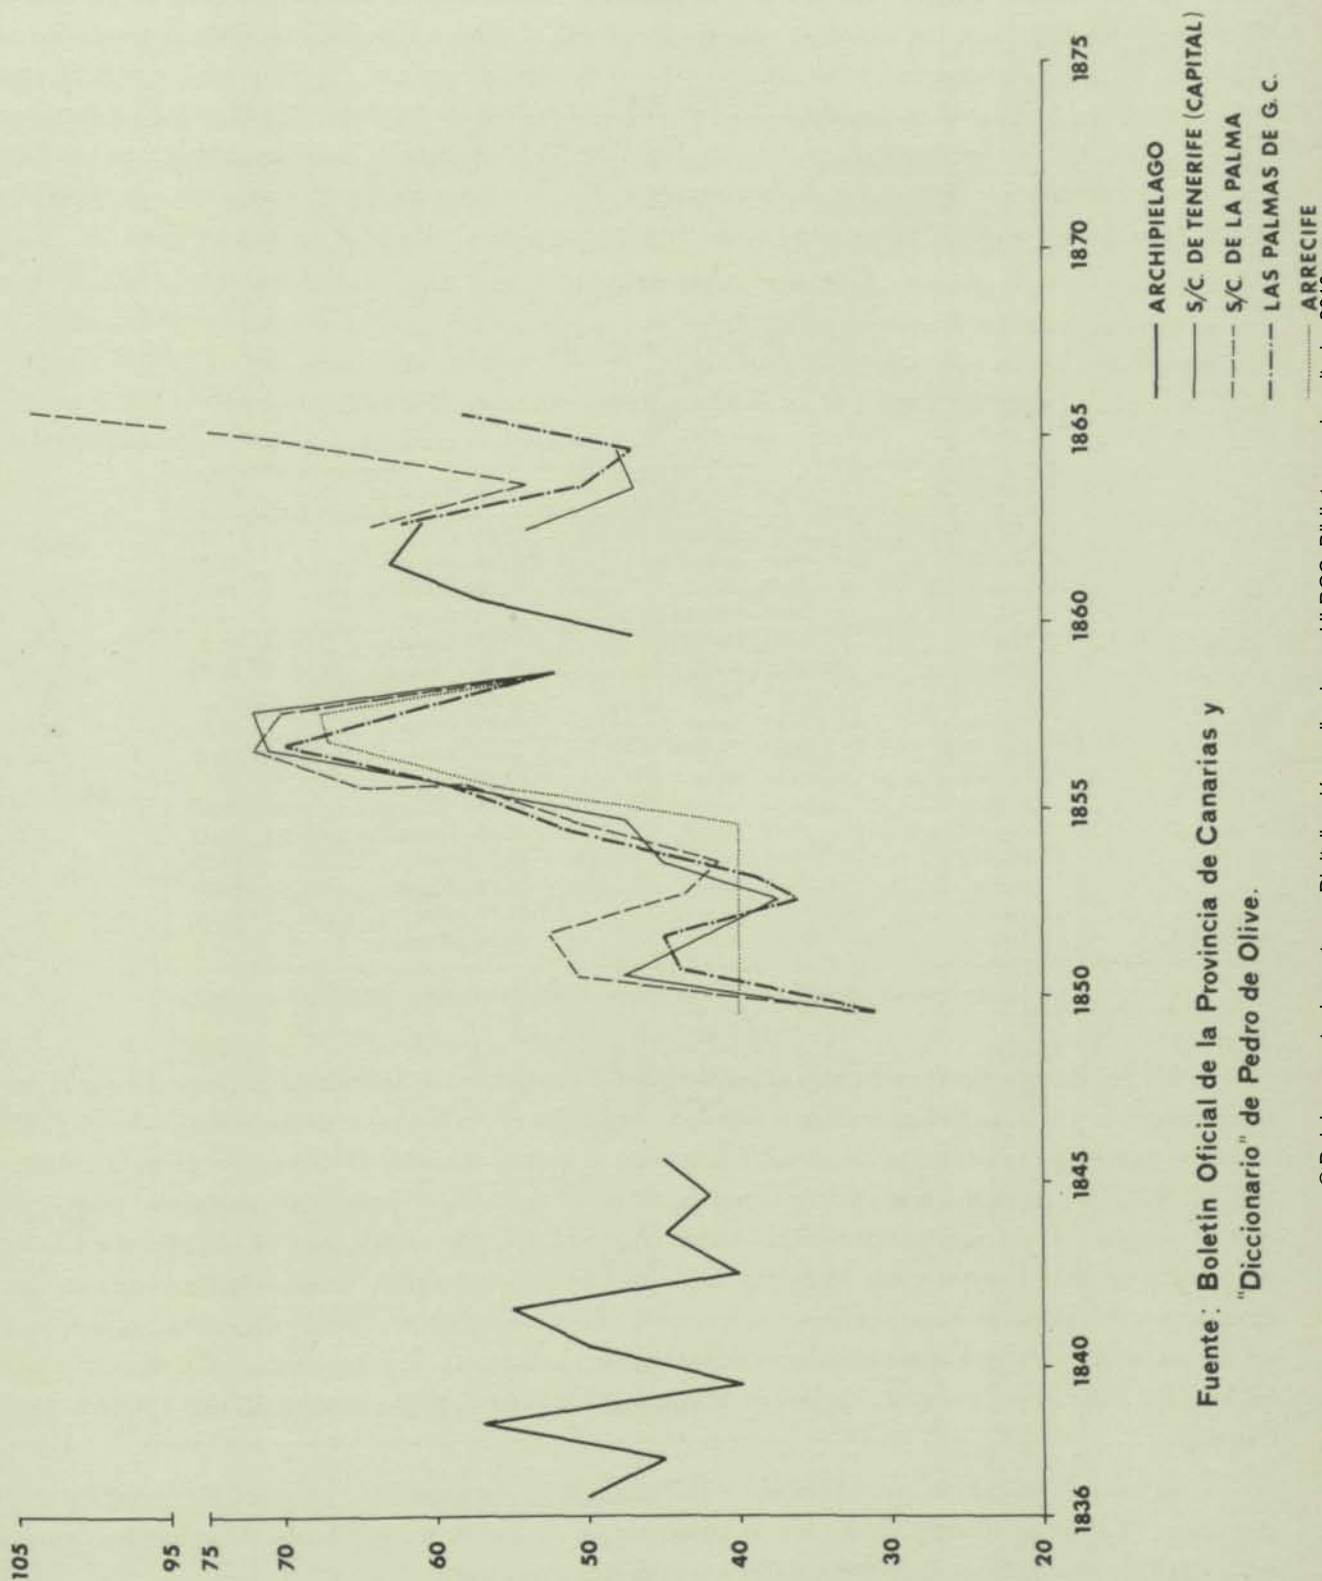 105
95
75
70
60
50
40
30
20
1836
1840
1845
1850
1855
1860
1865
1870
1875
ARCHIPIELAGO
S/C. DE TENERIFE (CAPITAL)
S/C. DE LA PALMA
LAS PALMAS DE G.C.
ARRECIFE
Fuente: Boletín Oficial de la Provincia de Canarias y
"Diccionario" de Pedro de Olive.